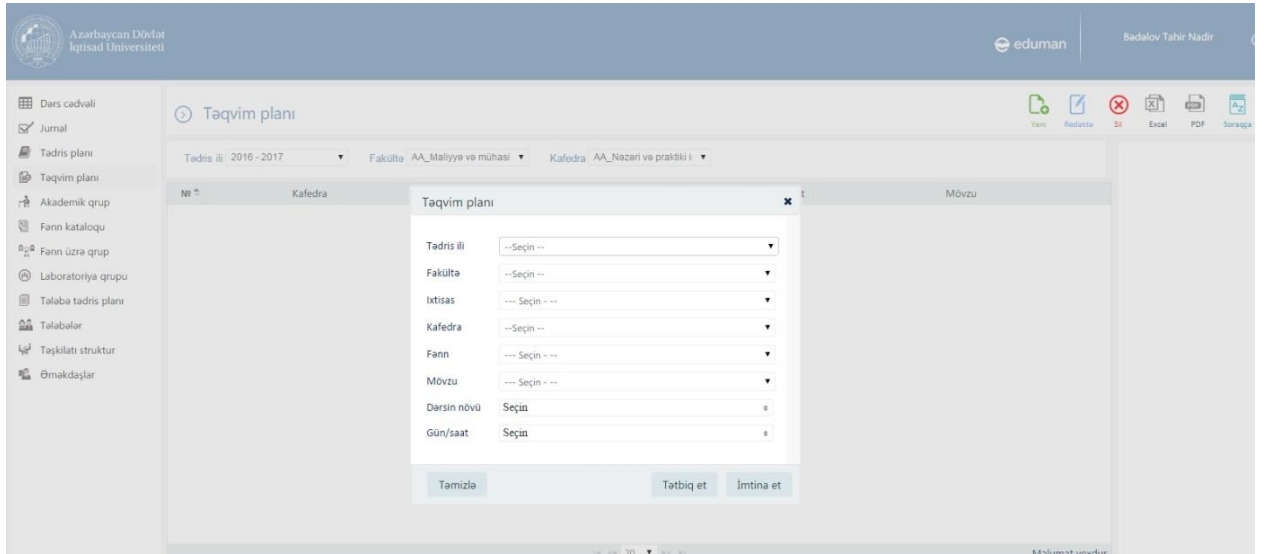 Azərbaycan Dövlət
İqtisad Universiteti
eduman
Bədəlov Tahir Nadir
Dərs cədvəli
Jurnal
Tədris planı
Təqvim planı
Akademik qrup
Fənn kataloqu
Fənn üzrə qrup
Laboratoriya qrupu
Tələbə tədris planı
Tələbələr
Təşkilatı struktur
Əməkdaşlar
Təqvim planı
Yeni Redaktə Sil Excel PDF Soraqça
Tədris ili 2016 - 2017 Fakültə AA_Maliyyə və mühasi Kafedra AA_Nəzəri və praktiki i
№ Kafedra t Mövzu
Təqvim planı
Tədris ili --Seçin --
Fakültə --Seçin --
Ixtisas --- Seçin - --
Kafedra --Seçin --
Fənn --- Seçin - --
Mövzu --- Seçin - --
Dərsin növü Seçin
Gün/saat Seçin
Təmizlə Tətbiq et İmtina et
20 Məlumat yoxdur